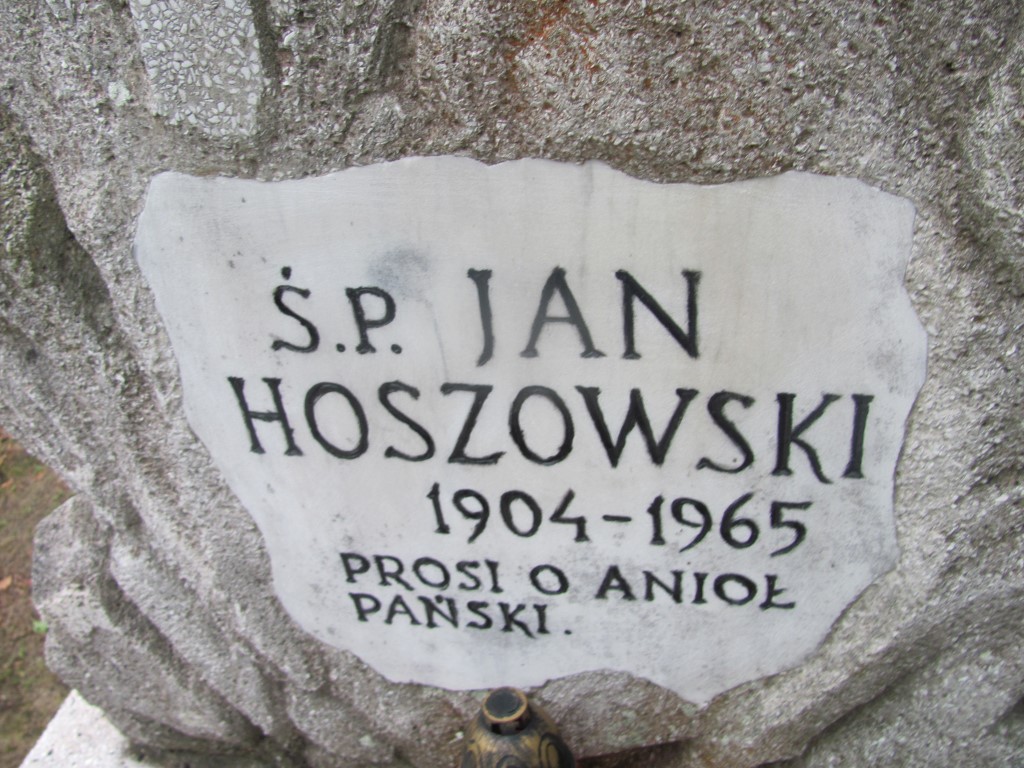 Ś.P. JAN
HOSZOWSKI
1904-1965
PROSI O ANIOŁ
PAŃSKI.